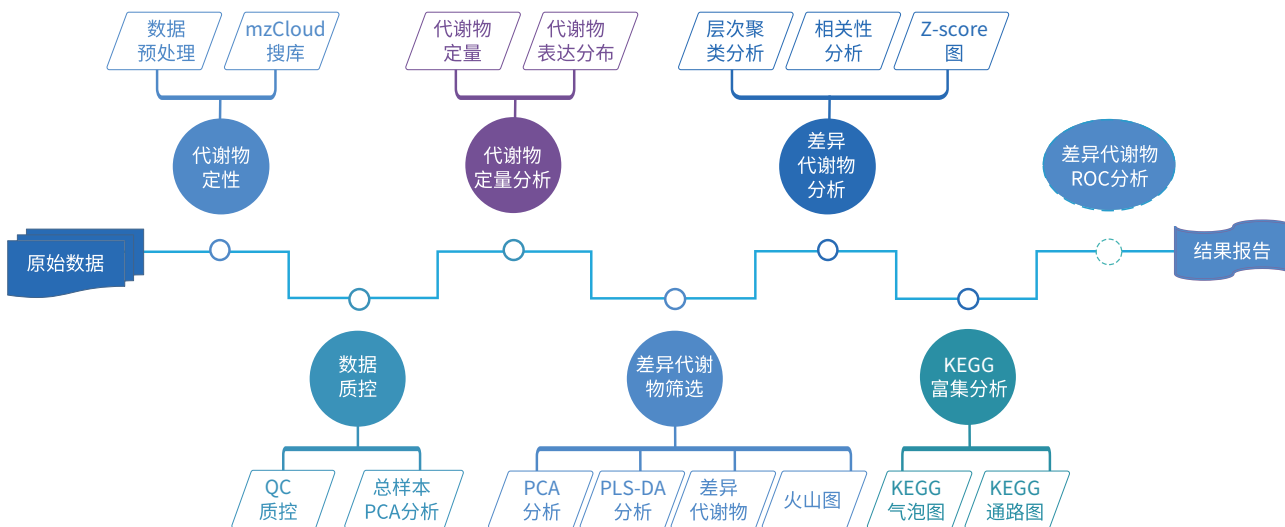 数据
预处理
mzCloud
搜库
代谢物
定量
代谢物
表达分布
层次聚
类分析
相关性
分析
Z-score
图
代谢物
定性
代谢物
定量分析
差异
代谢物
分析
差异代谢物
ROC分析
原始数据
结果报告
数据
质控
差异代谢
物筛选
KEGG
富集分析
QC
质控
总样本
PCA分析
PCA
分析
PLS-DA
分析
差异
代谢物
火山图
KEGG
气泡图
KEGG
通路图